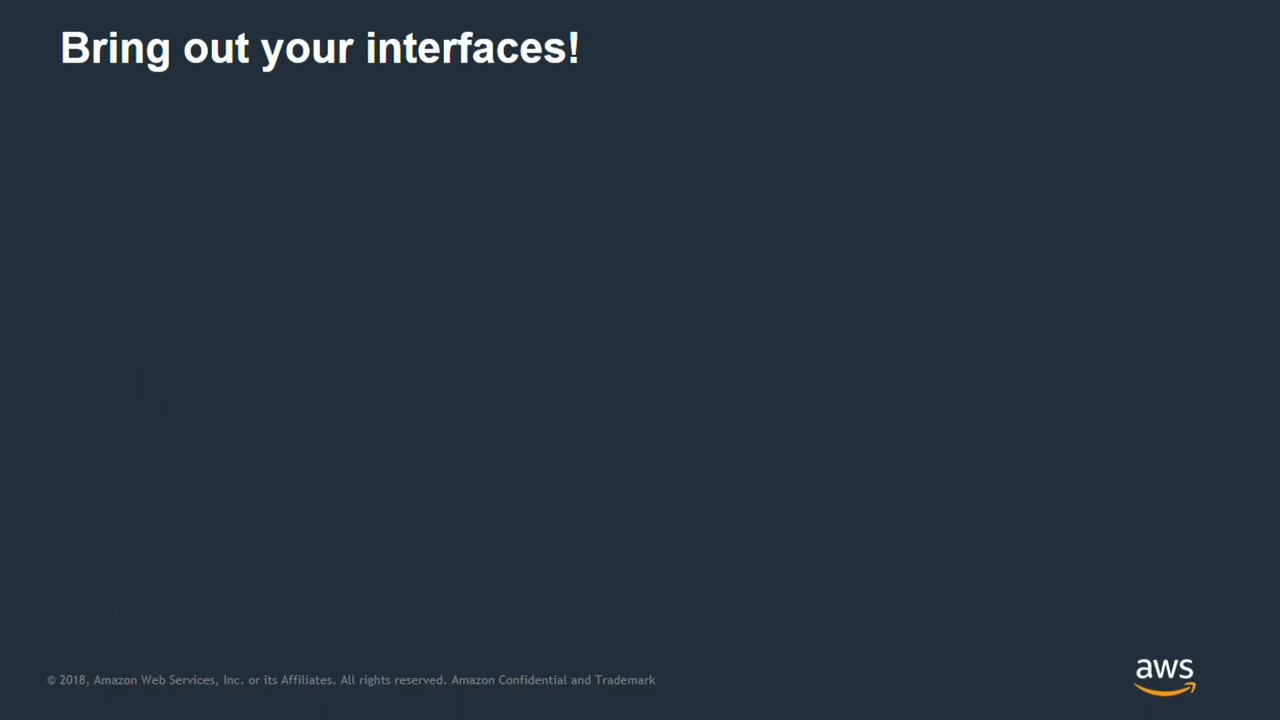 Bring out your interfaces!
© 2018, Amazon Web Services, Inc. or its Affiliates. All rights reserved. Amazon Confidential and Trademark
aws